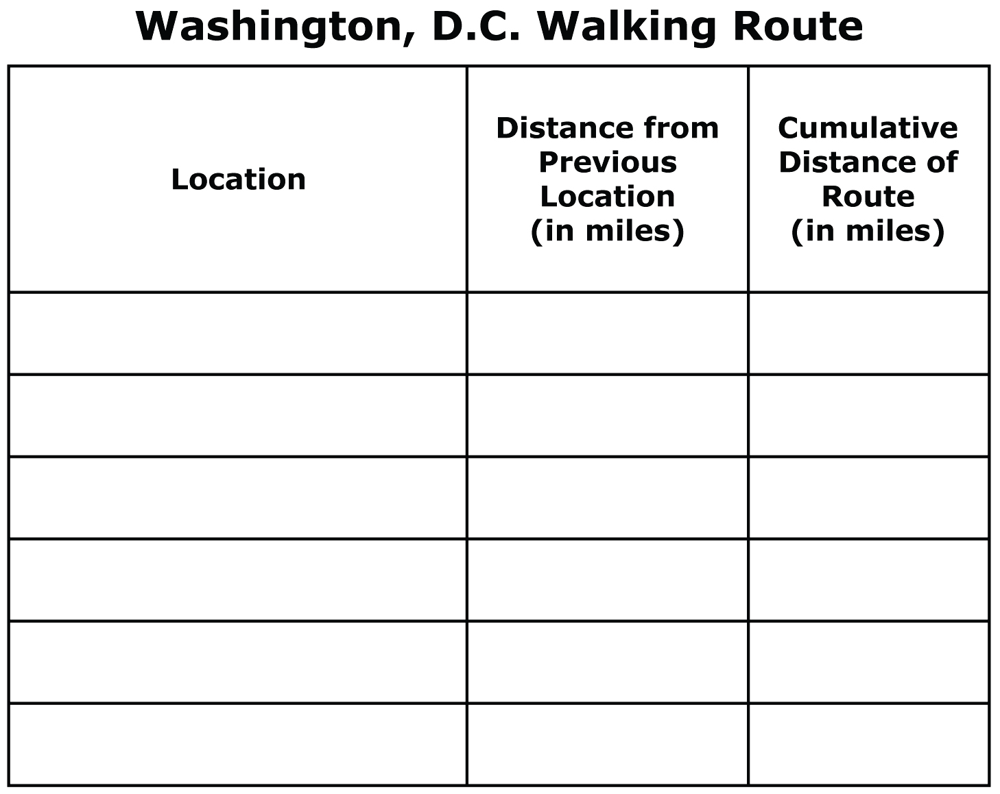 Washington, D.C. Walking Route
Location
Distance from
Previous
Location
(in miles)
Cumulative
Distance of
Route
(in miles)